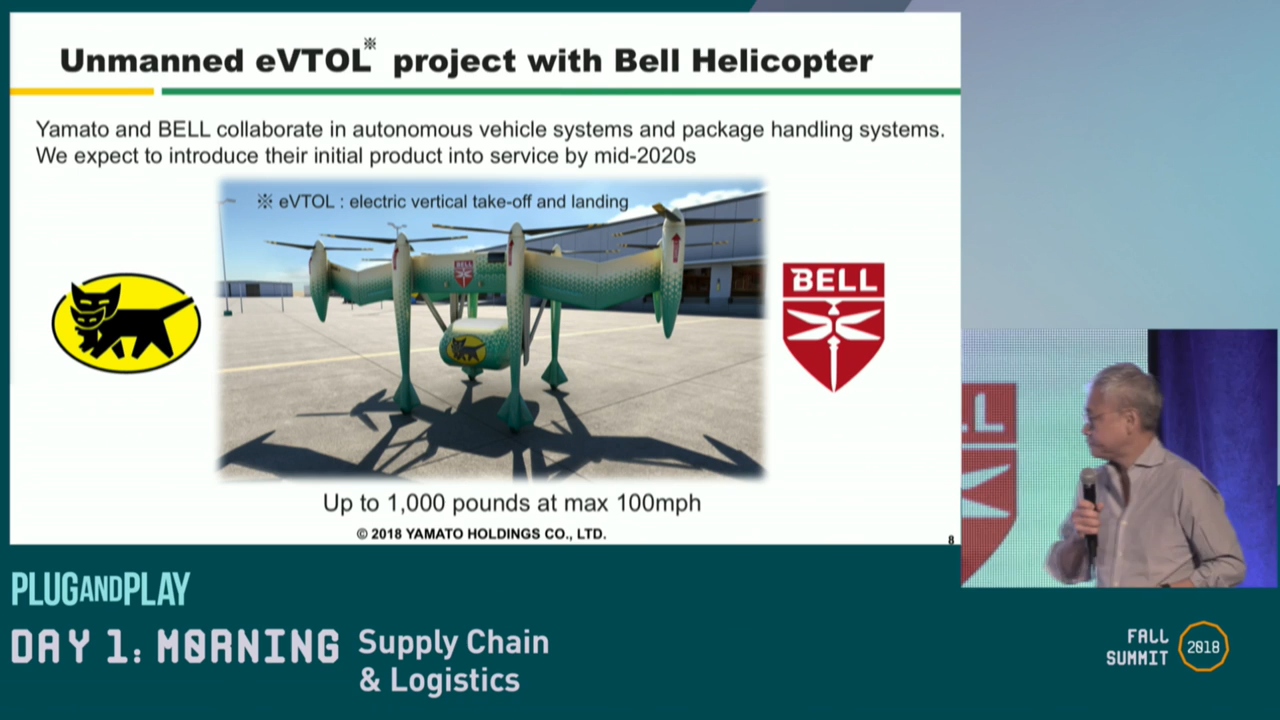 Unmanned eVTOL※ project with Bell Helicopter
Yamato and BELL collaborate in autonomous vehicle systems and package handling systems.
We expect to introduce their initial product into service by mid-2020s
※ eVTOL : electric vertical take-off and landing
BELL
BELL
Up to 1,000 pounds at max 100mph
© 2018 YAMATO HOLDINGS CO., LTD.
8
PLUGANDPLAY
DAY 1: MORNING
Supply Chain
& Logistics
FALL
SUMMIT
2018